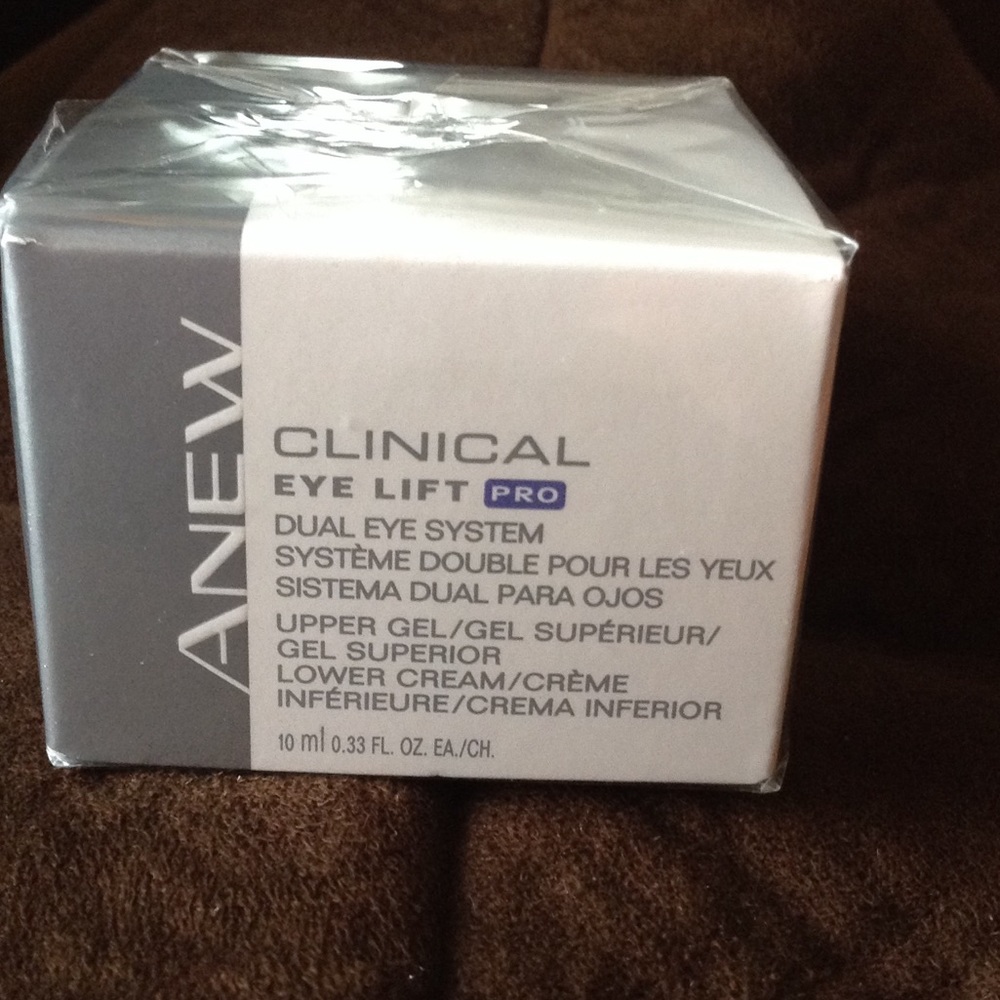 ANEW
CLINICAL
EYE LIFT PRO
DUAL EYE SYSTEM
SYSTÈME DOUBLE POUR LES YEUX
SISTEMA DUAL PARA OJOS
UPPER GEL/GEL SUPÉRIEUR/
GEL SUPERIOR
LOWER CREAM/CRÈME
INFÉRIEURE/CREMA INFERIOR
10 ml 0.33 FL. OZ. EA./CH.